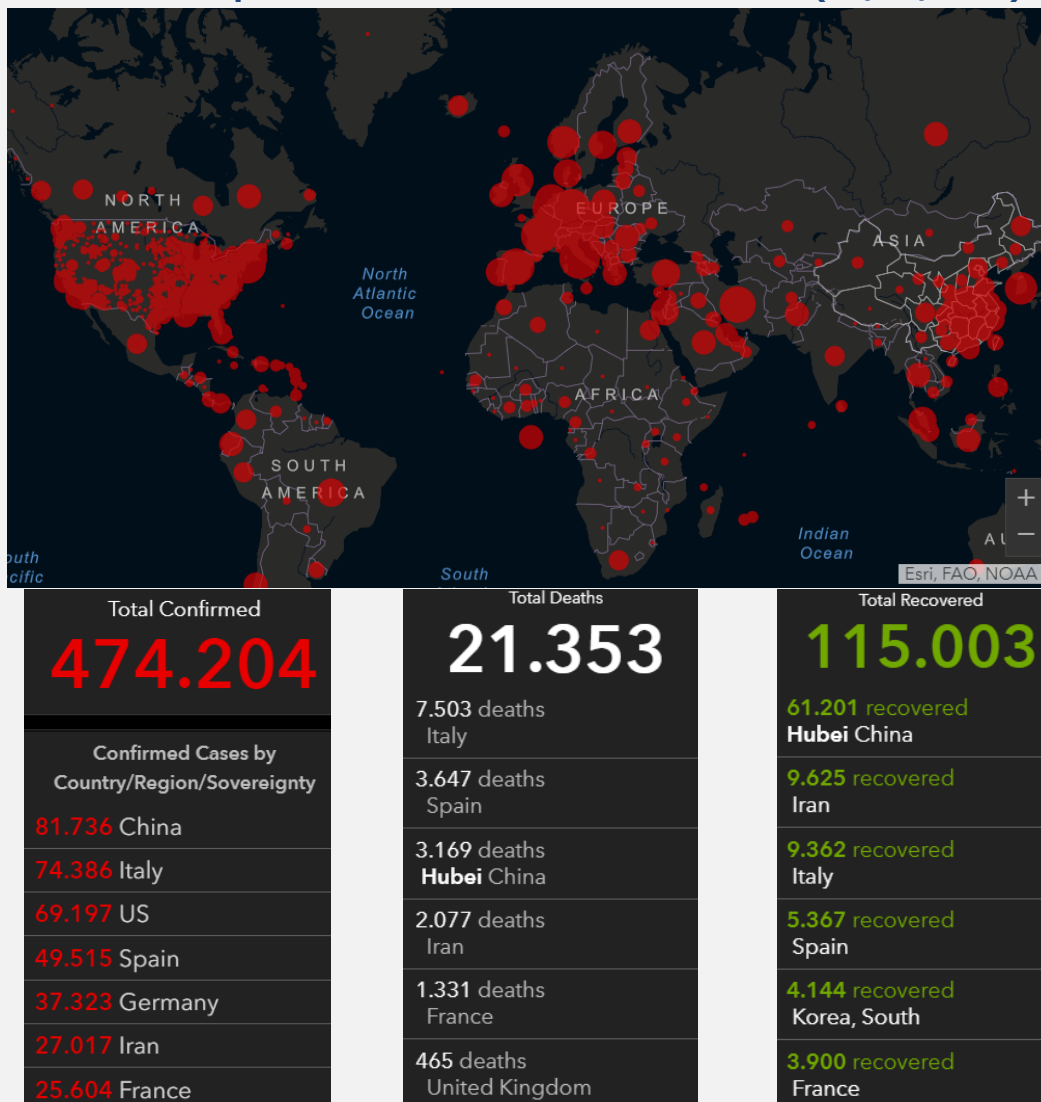 NORTH
AMERICA
EUROPE
ASIA
North
Atlantic
Ocean
AFRICA
SOUTH
AMERICA
Indian
Ocean
South
+
−
Esri, FAO, NOAA
Total Confirmed
474.204
Confirmed Cases by
Country/Region/Sovereignty
81.736 China
74.386 Italy
69.197 US
49.515 Spain
37.323 Germany
27.017 Iran
25.604 France
Total Deaths
21.353
7.503 deaths
Italy
3.647 deaths
Spain
3.169 deaths
Hubei China
2.077 deaths
Iran
1.331 deaths
France
465 deaths
United Kingdom
Total Recovered
115.003
61.201 recovered
Hubei China
9.625 recovered
Iran
9.362 recovered
Italy
5.367 recovered
Spain
4.144 recovered
Korea, South
3.900 recovered
France